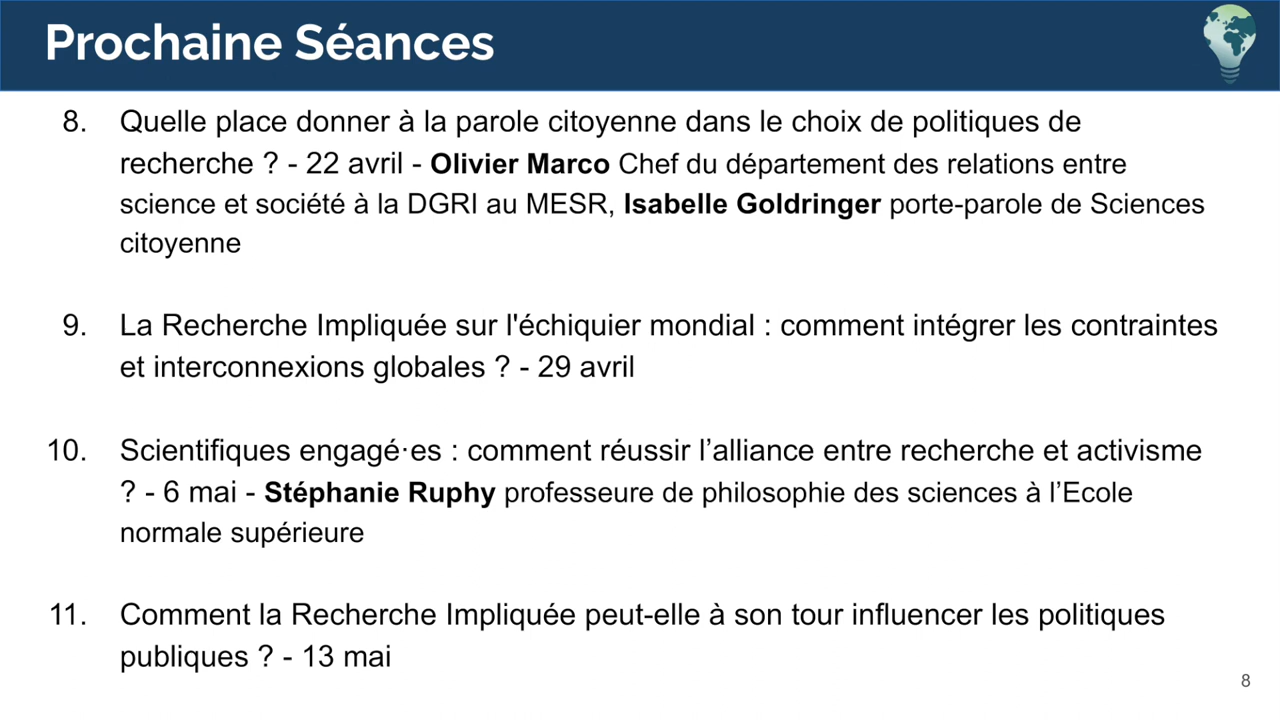 Prochaine Séances
8. Quelle place donner à la parole citoyenne dans le choix de politiques de
recherche ? - 22 avril - Olivier Marco Chef du département des relations entre
science et société à la DGRI au MESR, Isabelle Goldringer porte-parole de Sciences
citoyenne
9. La Recherche Impliquée sur l'échiquier mondial : comment intégrer les contraintes
et interconnexions globales ? - 29 avril
10. Scientifiques engagé·es : comment réussir l’alliance entre recherche et activisme
? - 6 mai - Stéphanie Ruphy professeure de philosophie des sciences à l’Ecole
normale supérieure
11. Comment la Recherche Impliquée peut-elle à son tour influencer les politiques
publiques ? - 13 mai
8